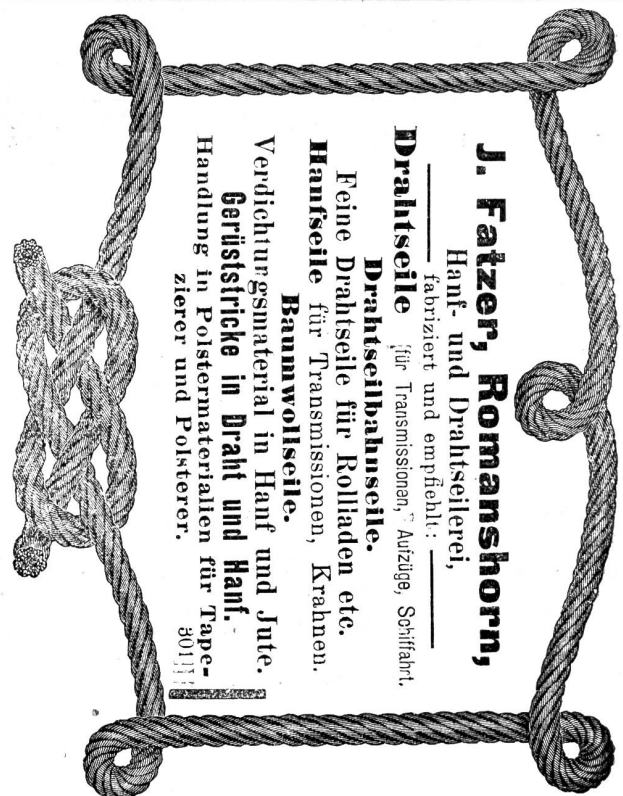 J. Fatzer, Romanshorn,
Hanf- und Drahtseilerei,
fabriziert und empfiehlt:
Drahtseile für Transmissionen, Aufzüge, Schiffahrt.
Drahtseilbahnseile.
Feine Drahtseile für Rolladen etc.
Hanfseile für Transmissionen, Krahnen.
Baumwollseile.
Verdichtungsmaterial in Hanf und Jute.
Gerüststricke in Draht und Hanf.
Handlung in Polstermaterialien für Tape-
zierer und Polsterer.